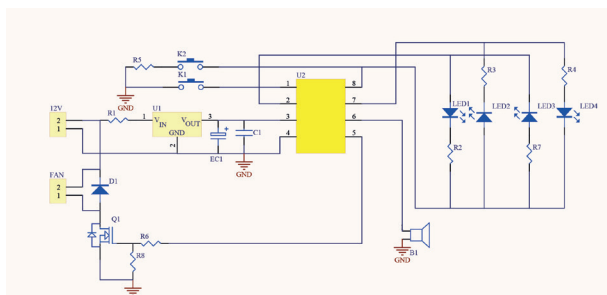 K2
R5
K1
U2
GND
1
8
2
7
3
6
4
5
R3
R4
LED1
LED2
LED3
LED4
R2
R7
12V
2
1
R1
U1
1
VIN
VOUT
3
GND
2
EC1
+
C1
GND
FAN
2
1
D1
Q1
R6
R8
B1
GND